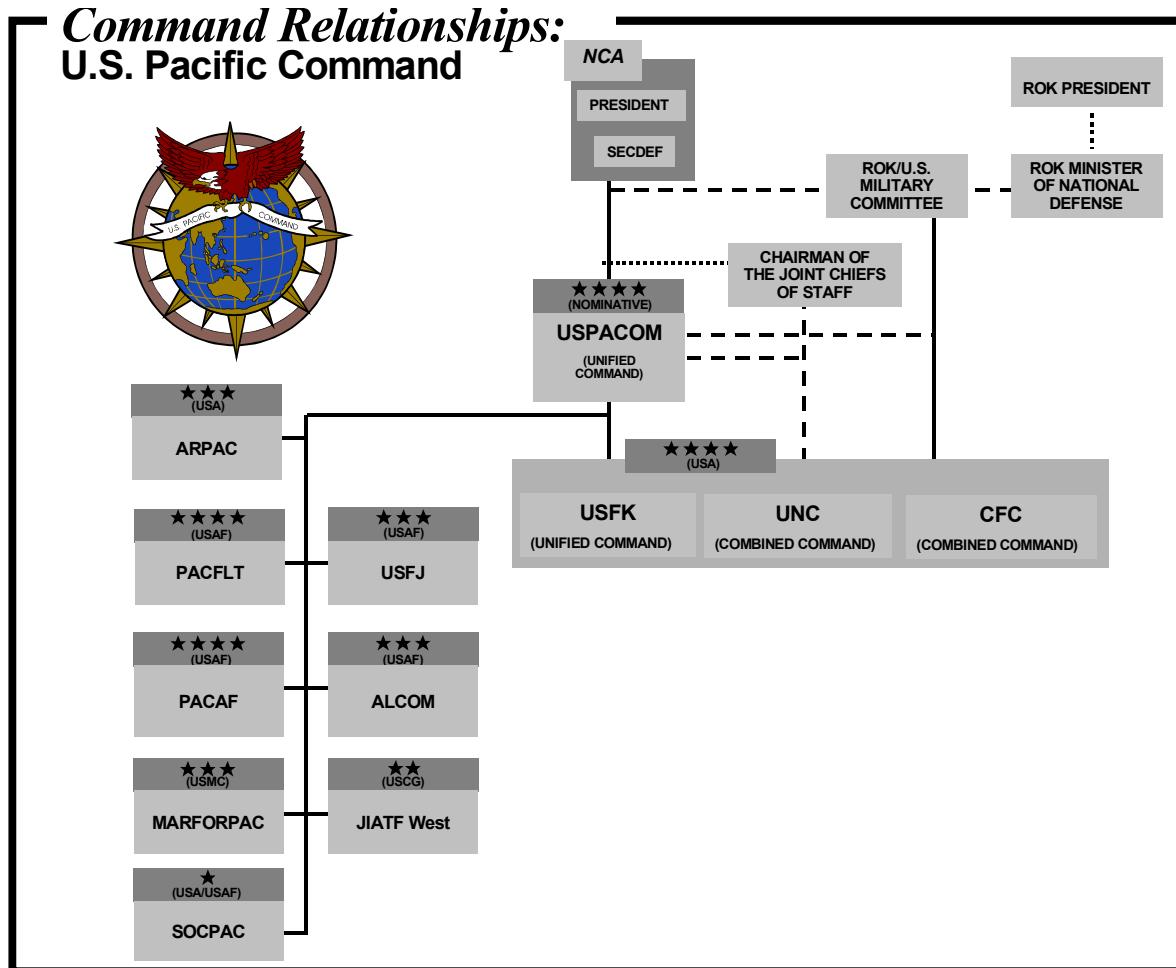 Command Relationships:
U.S. Pacific Command
NCA
PRESIDENT
SECDEF
ROK PRESIDENT
ROK/U.S.
MILITARY
COMMITTEE
ROK MINISTER
OF NATIONAL
DEFENSE
U.S. PACIFIC COMMAND
CHAIRMAN OF
THE JOINT CHIEFS
OF STAFF
(NOMINATIVE)
USPACOM
(UNIFIED
COMMAND)
(USA)
ARPAC
(USA)
USFK
(UNIFIED COMMAND)
UNC
(COMBINED COMMAND)
CFC
(COMBINED COMMAND)
(USAF)
PACFLT
(USAF)
USFJ
(USAF)
PACAF
(USAF)
ALCOM
(USMC)
MARFORPAC
(USCG)
JIATF West
(USA/USAF)
SOCPAC